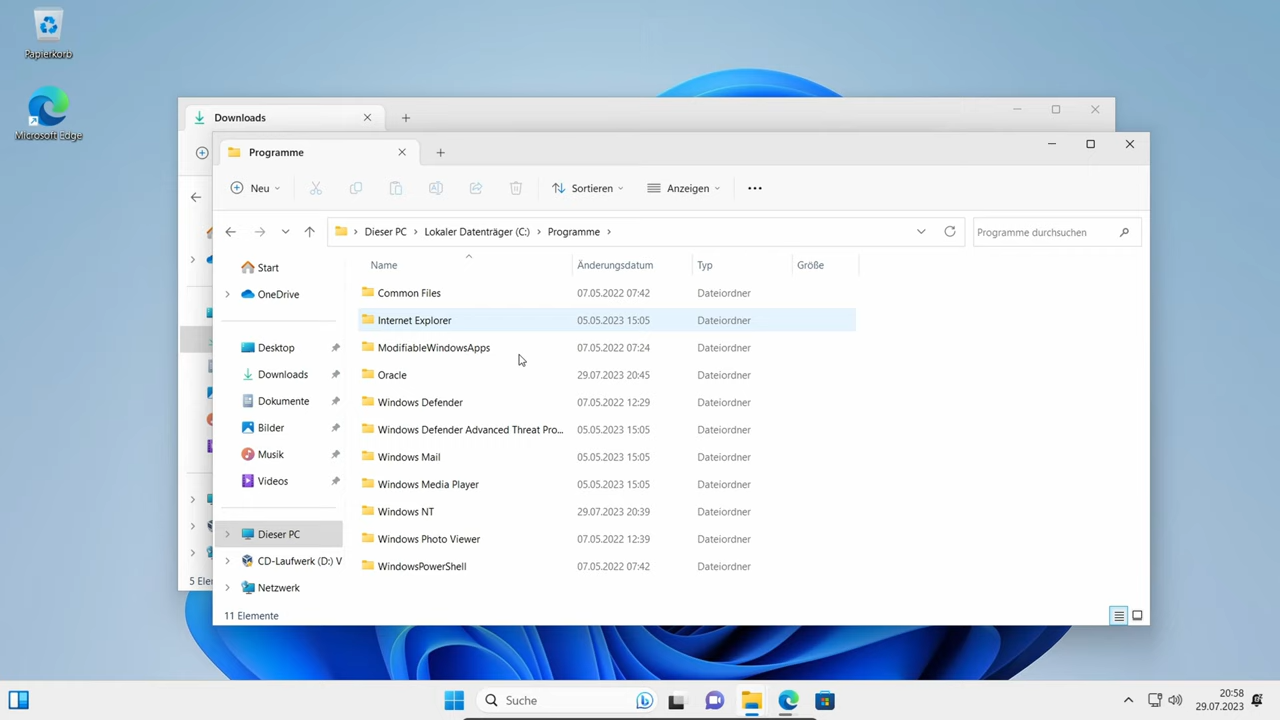 Papierkorb
Microsoft Edge
Downloads
Programme
Neu
Sortieren
Anzeigen
Dieser PC
Lokaler Datenträger (C:)
Programme
Programme durchsuchen
Name
Änderungsdatum
Typ
Größe
Start
OneDrive
Desktop
Downloads
Dokumente
Bilder
Musik
Videos
Dieser PC
CD-Laufwerk (D:) V
Netzwerk
Common Files 07.05.2022 07:42 Dateiordner
Internet Explorer 05.05.2023 15:05 Dateiordner
ModifiableWindowsApps 07.05.2022 07:24 Dateiordner
Oracle 29.07.2023 20:45 Dateiordner
Windows Defender 07.05.2022 12:29 Dateiordner
Windows Defender Advanced Threat Pro... 05.05.2023 15:05 Dateiordner
Windows Mail 05.05.2023 15:05 Dateiordner
Windows Media Player 05.05.2023 15:05 Dateiordner
Windows NT 29.07.2023 20:39 Dateiordner
Windows Photo Viewer 07.05.2022 12:39 Dateiordner
WindowsPowerShell 07.05.2022 07:42 Dateiordner
5 Ele
11 Elemente
Suche
20:58
29.07.2023